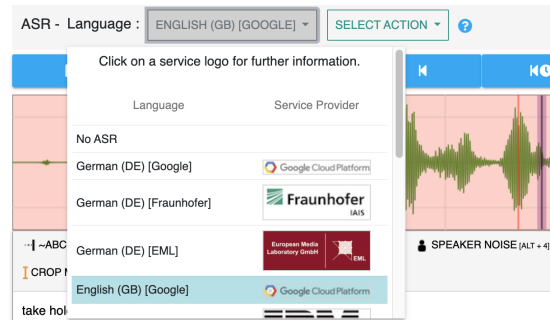 ASR - Language : ENGLISH (GB) [GOOGLE] SELECT ACTION ?
Click on a service logo for further information.
Language Service Provider
No ASR
German (DE) [Google] Google Cloud Platform
German (DE) [Fraunhofer] Fraunhofer
IAIS
German (DE) [EML] European Media
Laboratory GmbH EML
English (GB) [Google] Google Cloud Platform
~ABC
SPEAKER NOISE [ALT + 4]
CROP
take